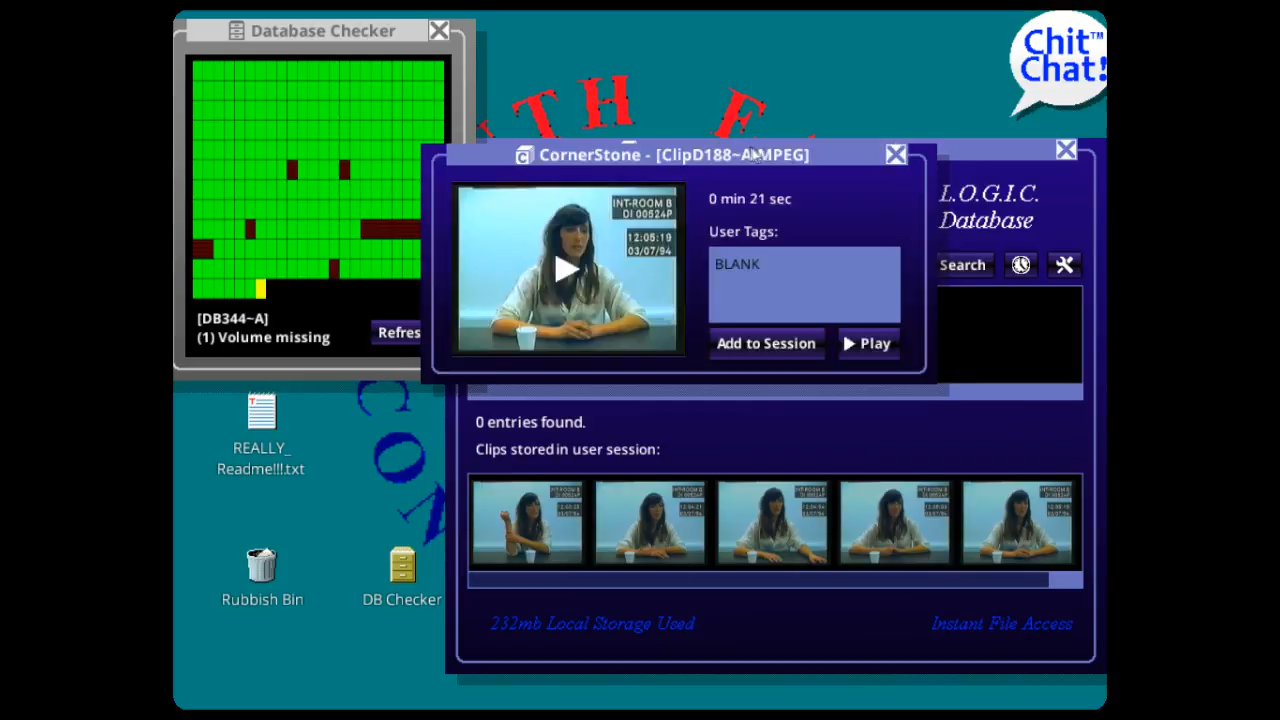 Database Checker
Chit™
Chat!
T H E
CornerStone - [ClipD188~A.MPEG]
INT-ROOM B
DI 00524P
12:05:19
03/07/94
0 min 21 sec
User Tags:
BLANK
Add to Session
Play
L.O.G.I.C.
Database
Search
[DB344~A]
(1) Volume missing
Refres
0 entries found.
Clips stored in user session:
C O N
REALLY_
Readme!!!.txt
Rubbish Bin
DB Checker
232mb Local Storage Used
Instant File Access